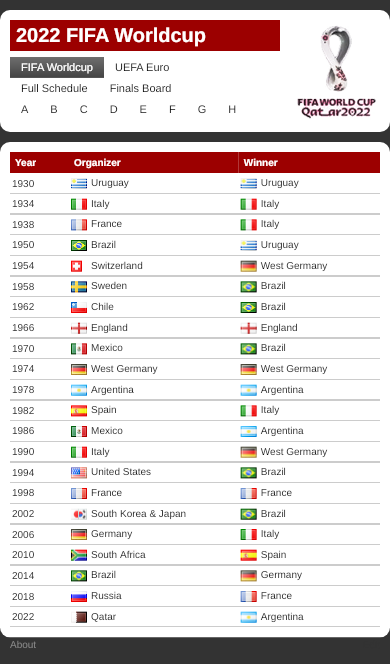 2022 FIFA Worldcup
FIFA Worldcup UEFA Euro
Full Schedule Finals Board
A B C D E F G H
FIFA WORLD CUP
Qatar2022
Year Organizer Winner
1930 Uruguay Uruguay
1934 Italy Italy
1938 France Italy
1950 Brazil Uruguay
1954 Switzerland West Germany
1958 Sweden Brazil
1962 Chile Brazil
1966 England England
1970 Mexico Brazil
1974 West Germany West Germany
1978 Argentina Argentina
1982 Spain Italy
1986 Mexico Argentina
1990 Italy West Germany
1994 United States Brazil
1998 France France
2002 South Korea & Japan Brazil
2006 Germany Italy
2010 South Africa Spain
2014 Brazil Germany
2018 Russia France
2022 Qatar Argentina
About